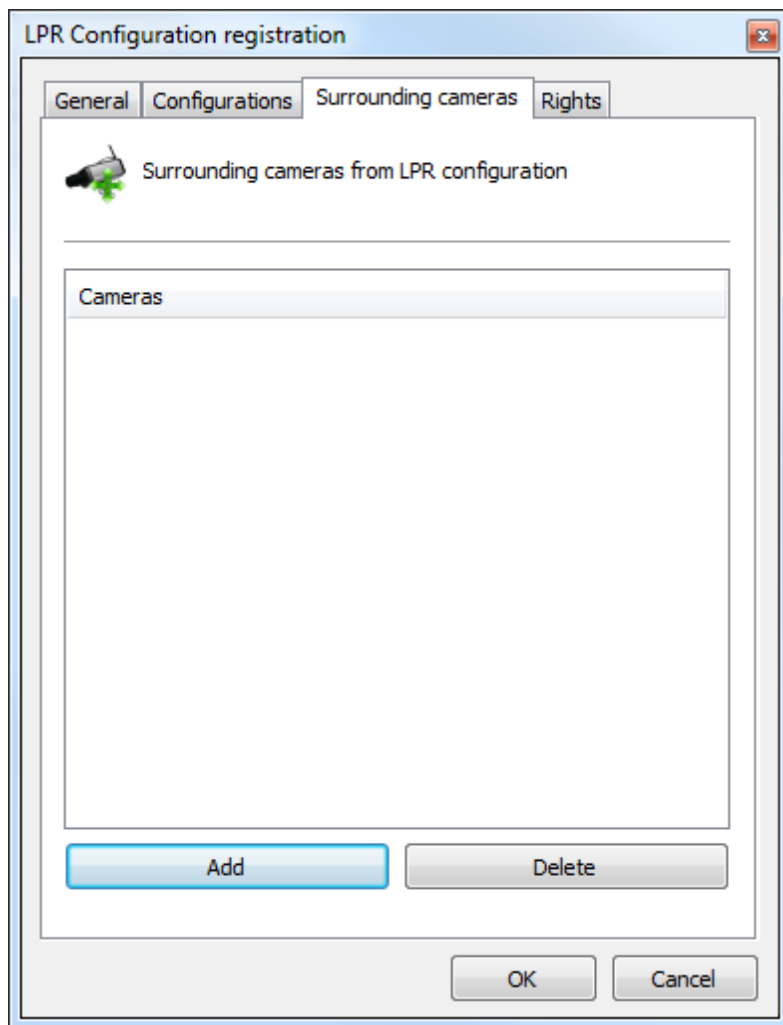 LPR Configuration registration
General Configurations Surrounding cameras Rights
Surrounding cameras from LPR configuration
Cameras
Add Delete
OK Cancel